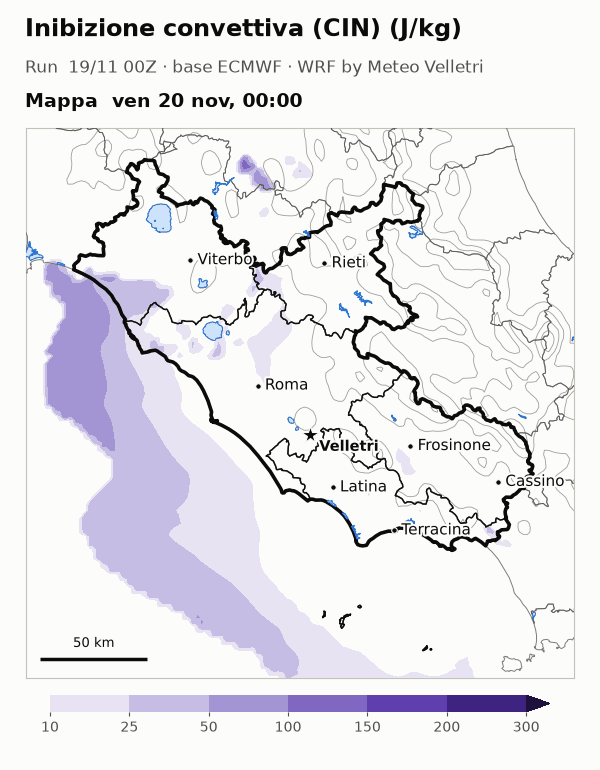 Inibizione convettiva (CIN) (J/kg)
Run  19/11 00Z · base ECMWF · WRF by Meteo Velletri
Mappa  ven 20 nov, 00:00
Viterbo
Rieti
Roma
Velletri
Frosinone
Latina
Cassino
Terracina
50 km
10 25 50 100 150 200 300